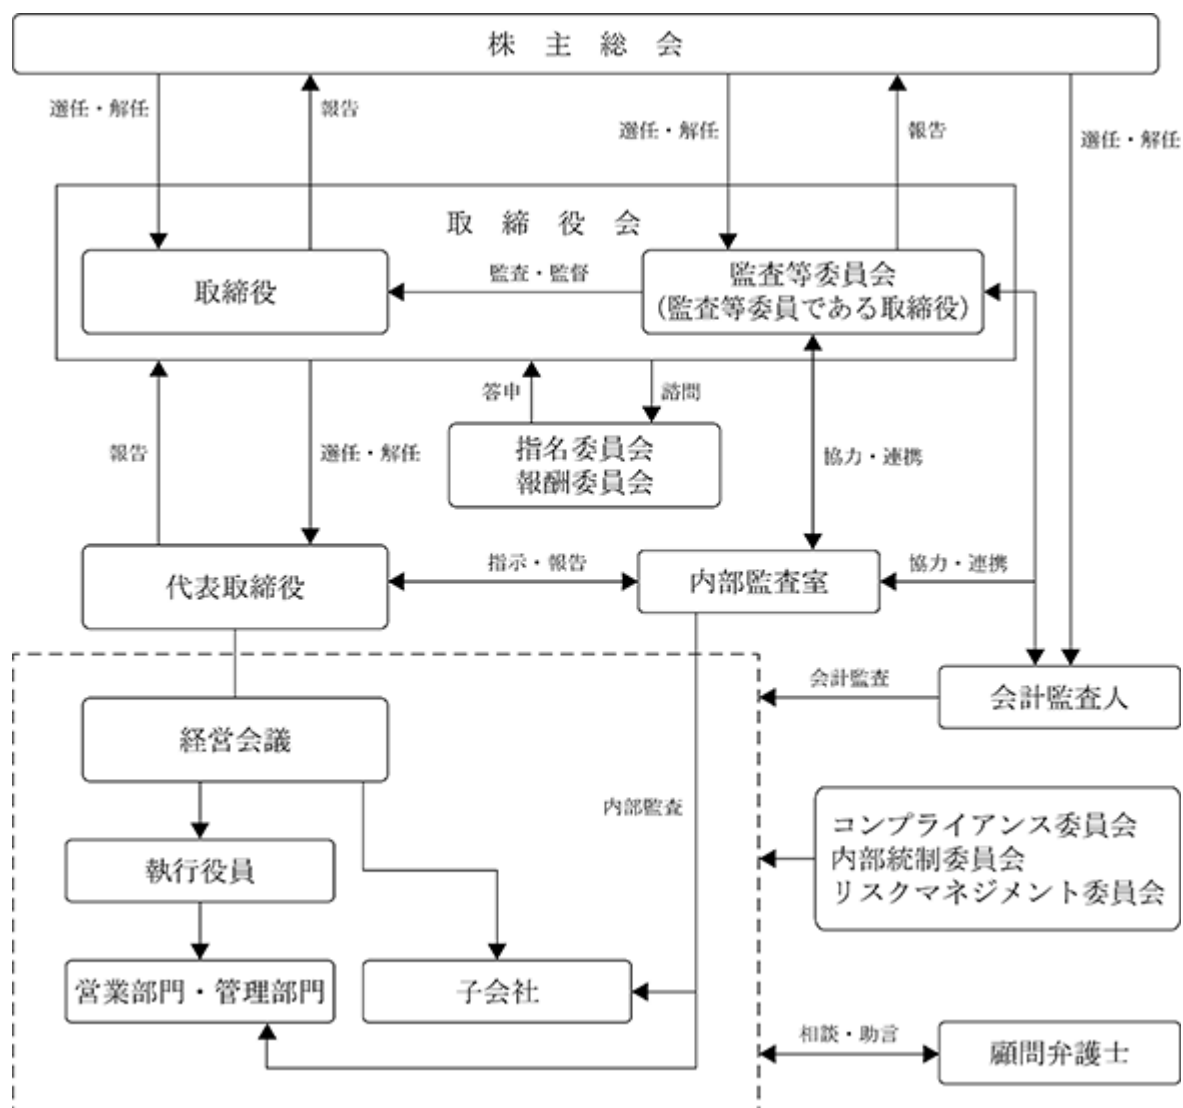 株主総会
選任・解任
報告
選任・解任
報告
選任・解任
取締役会
取締役
監査・監督
監査等委員会
（監査等委員である取締役）
答申
諮問
報告
選任・解任
指名委員会
報酬委員会
協力・連携
代表取締役
指示・報告
内部監査室
協力・連携
会計監査
会計監査人
経営会議
内部監査
コンプライアンス委員会
内部統制委員会
リスクマネジメント委員会
執行役員
営業部門・管理部門
子会社
相談・助言
顧問弁護士